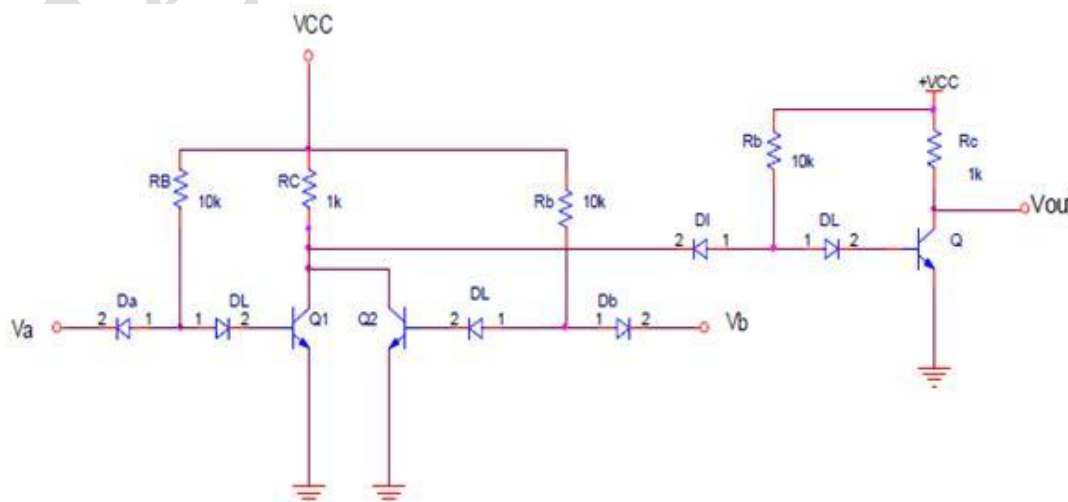 VCC
+VCC
Rb
10k
Rc
1k
RB
10k
RC
1k
Rb
10k
Vout
DI
2
1
DL
1
2
Q
Da
2
1
DL
1
2
Q1
Q2
DL
2
1
Db
1
2
Va
Vb